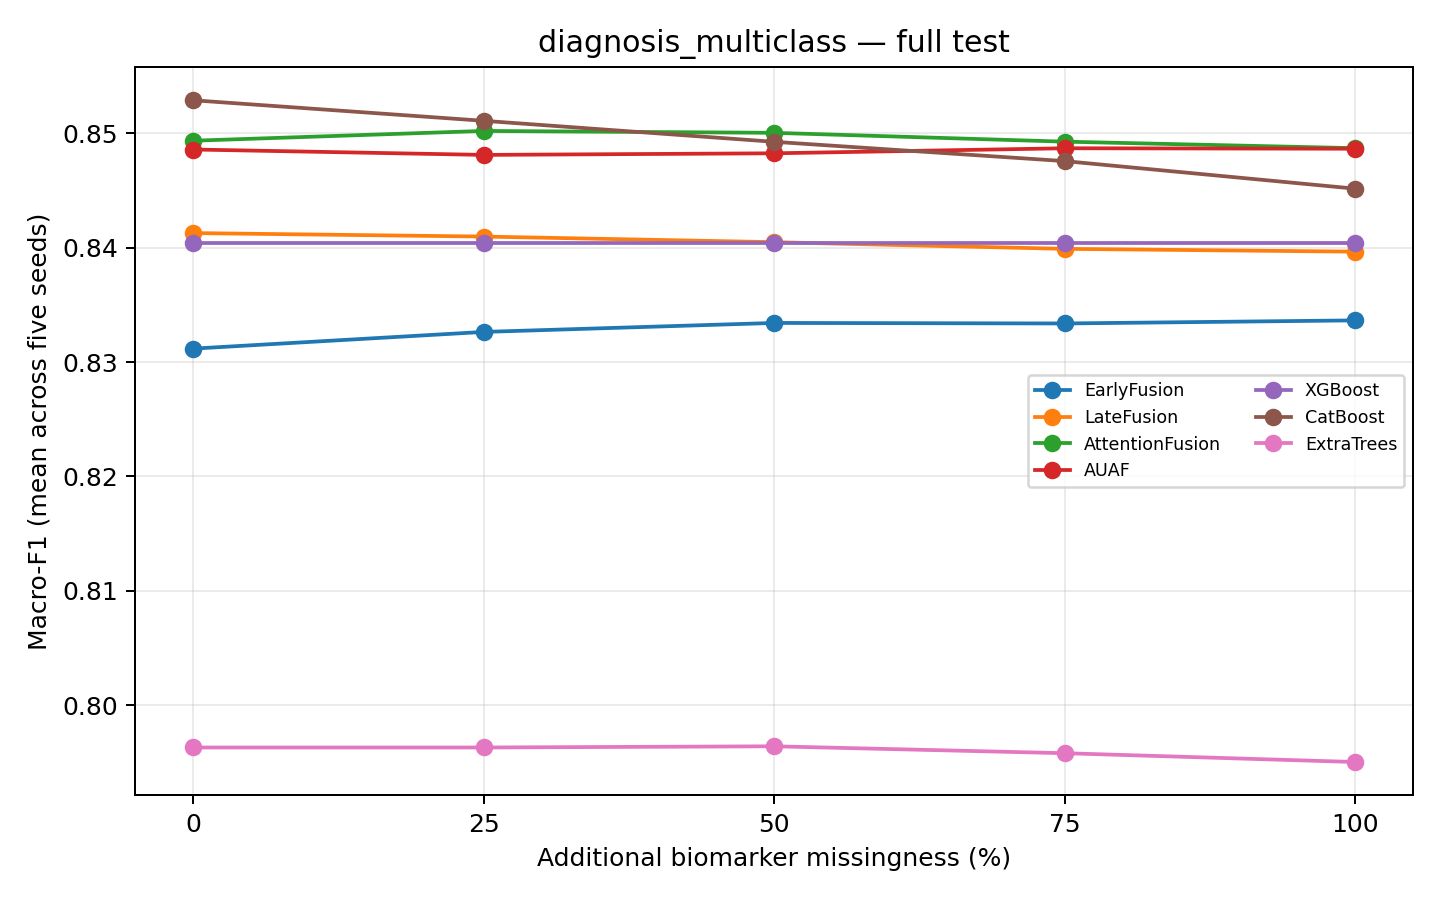 diagnosis_multiclass — full test
Macro-F1 (mean across five seeds)
0.85
0.84
0.83
0.82
0.81
0.80
EarlyFusion
LateFusion
AttentionFusion
AUAF
XGBoost
CatBoost
ExtraTrees
0 25 50 75 100
Additional biomarker missingness (%)